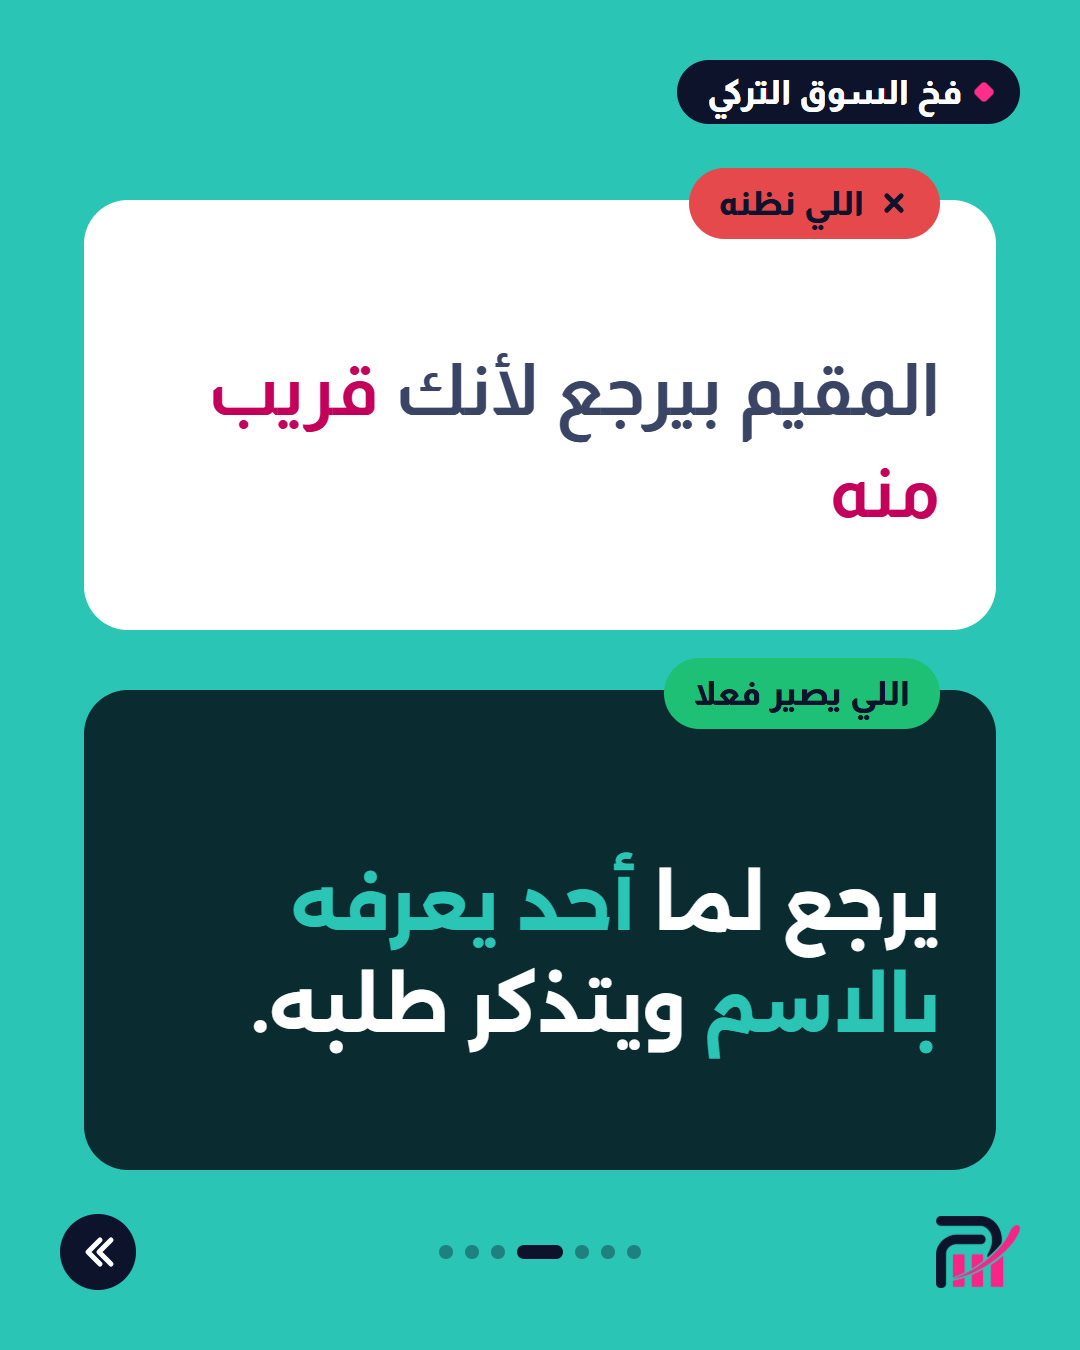 فخ السوق التركي
اللي نظنه
المقيم بيرجع لأنك قريب
منه
اللي يصير فعلا
يرجع لما أحد يعرفه
بالاسم ويتذكر طلبه.